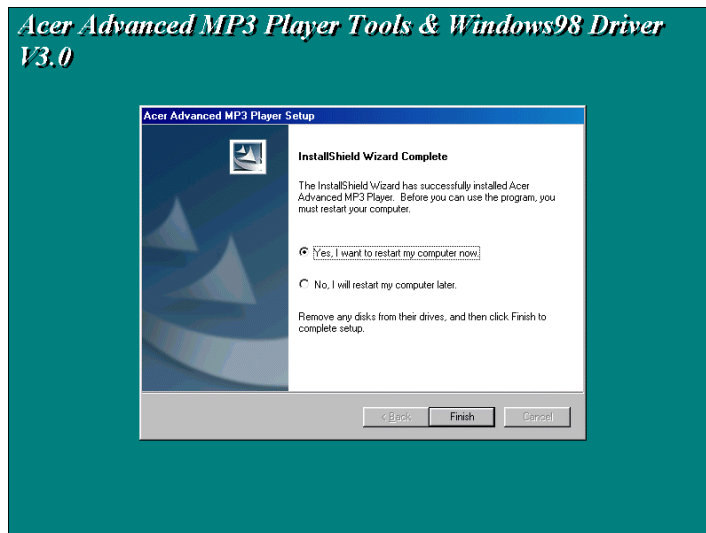 Acer Advanced MP3 Player Tools & Windows98 Driver
V3.0
Acer Advanced MP3 Player Setup
InstallShield Wizard Complete
The InstallShield Wizard has successfully installed Acer
Advanced MP3 Player. Before you can use the program, you
must restart your computer.
Yes, I want to restart my computer now.
No, I will restart my computer later.
Remove any disks from their drives, and then click Finish to
complete setup.
< Back
Finish
Cancel